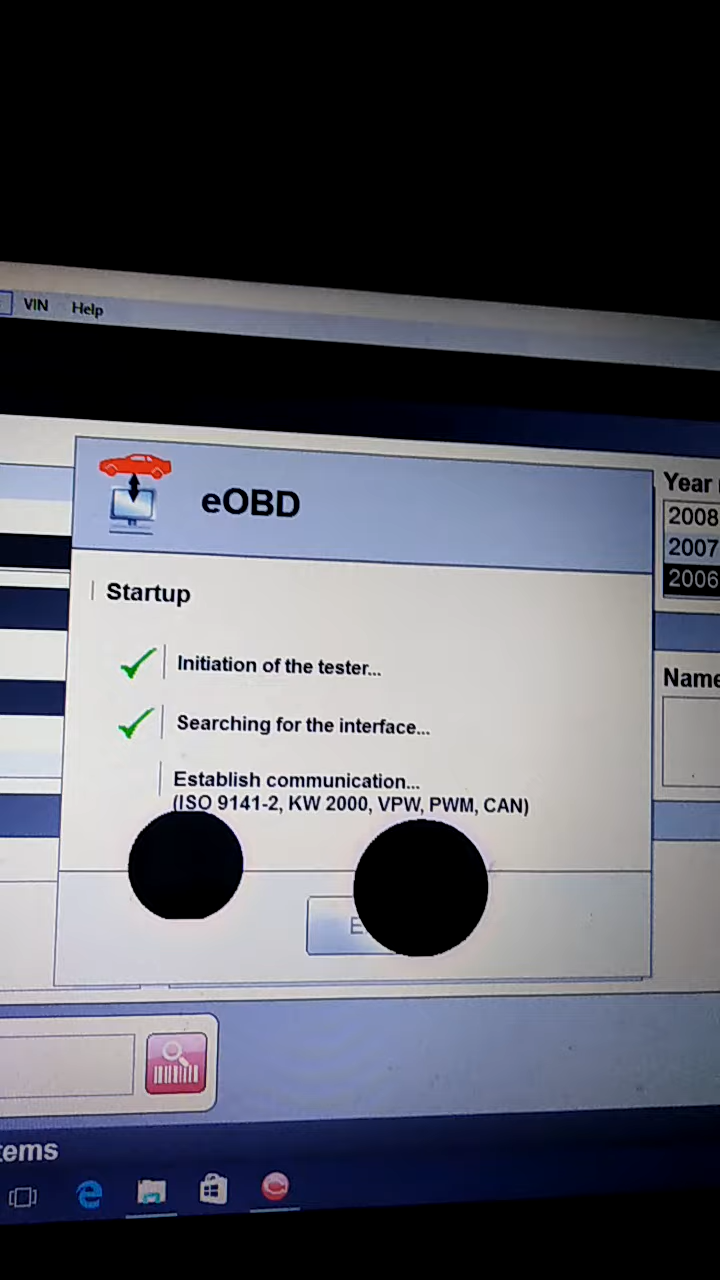 VIN Help
eOBD
Year
2008
2007
2006
Startup
Initiation of the tester...
Searching for the interface...
Name
Establish communication...
(ISO 9141-2, KW 2000, VPW, PWM, CAN)